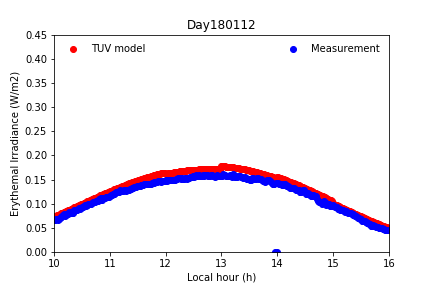 Day180112
TUV model
Measurement
0.45
0.40
0.35
0.30
0.25
0.20
0.15
0.10
0.05
0.00
Erythemal Irradiance (W/m2)
10 11 12 13 14 15 16
Local hour (h)